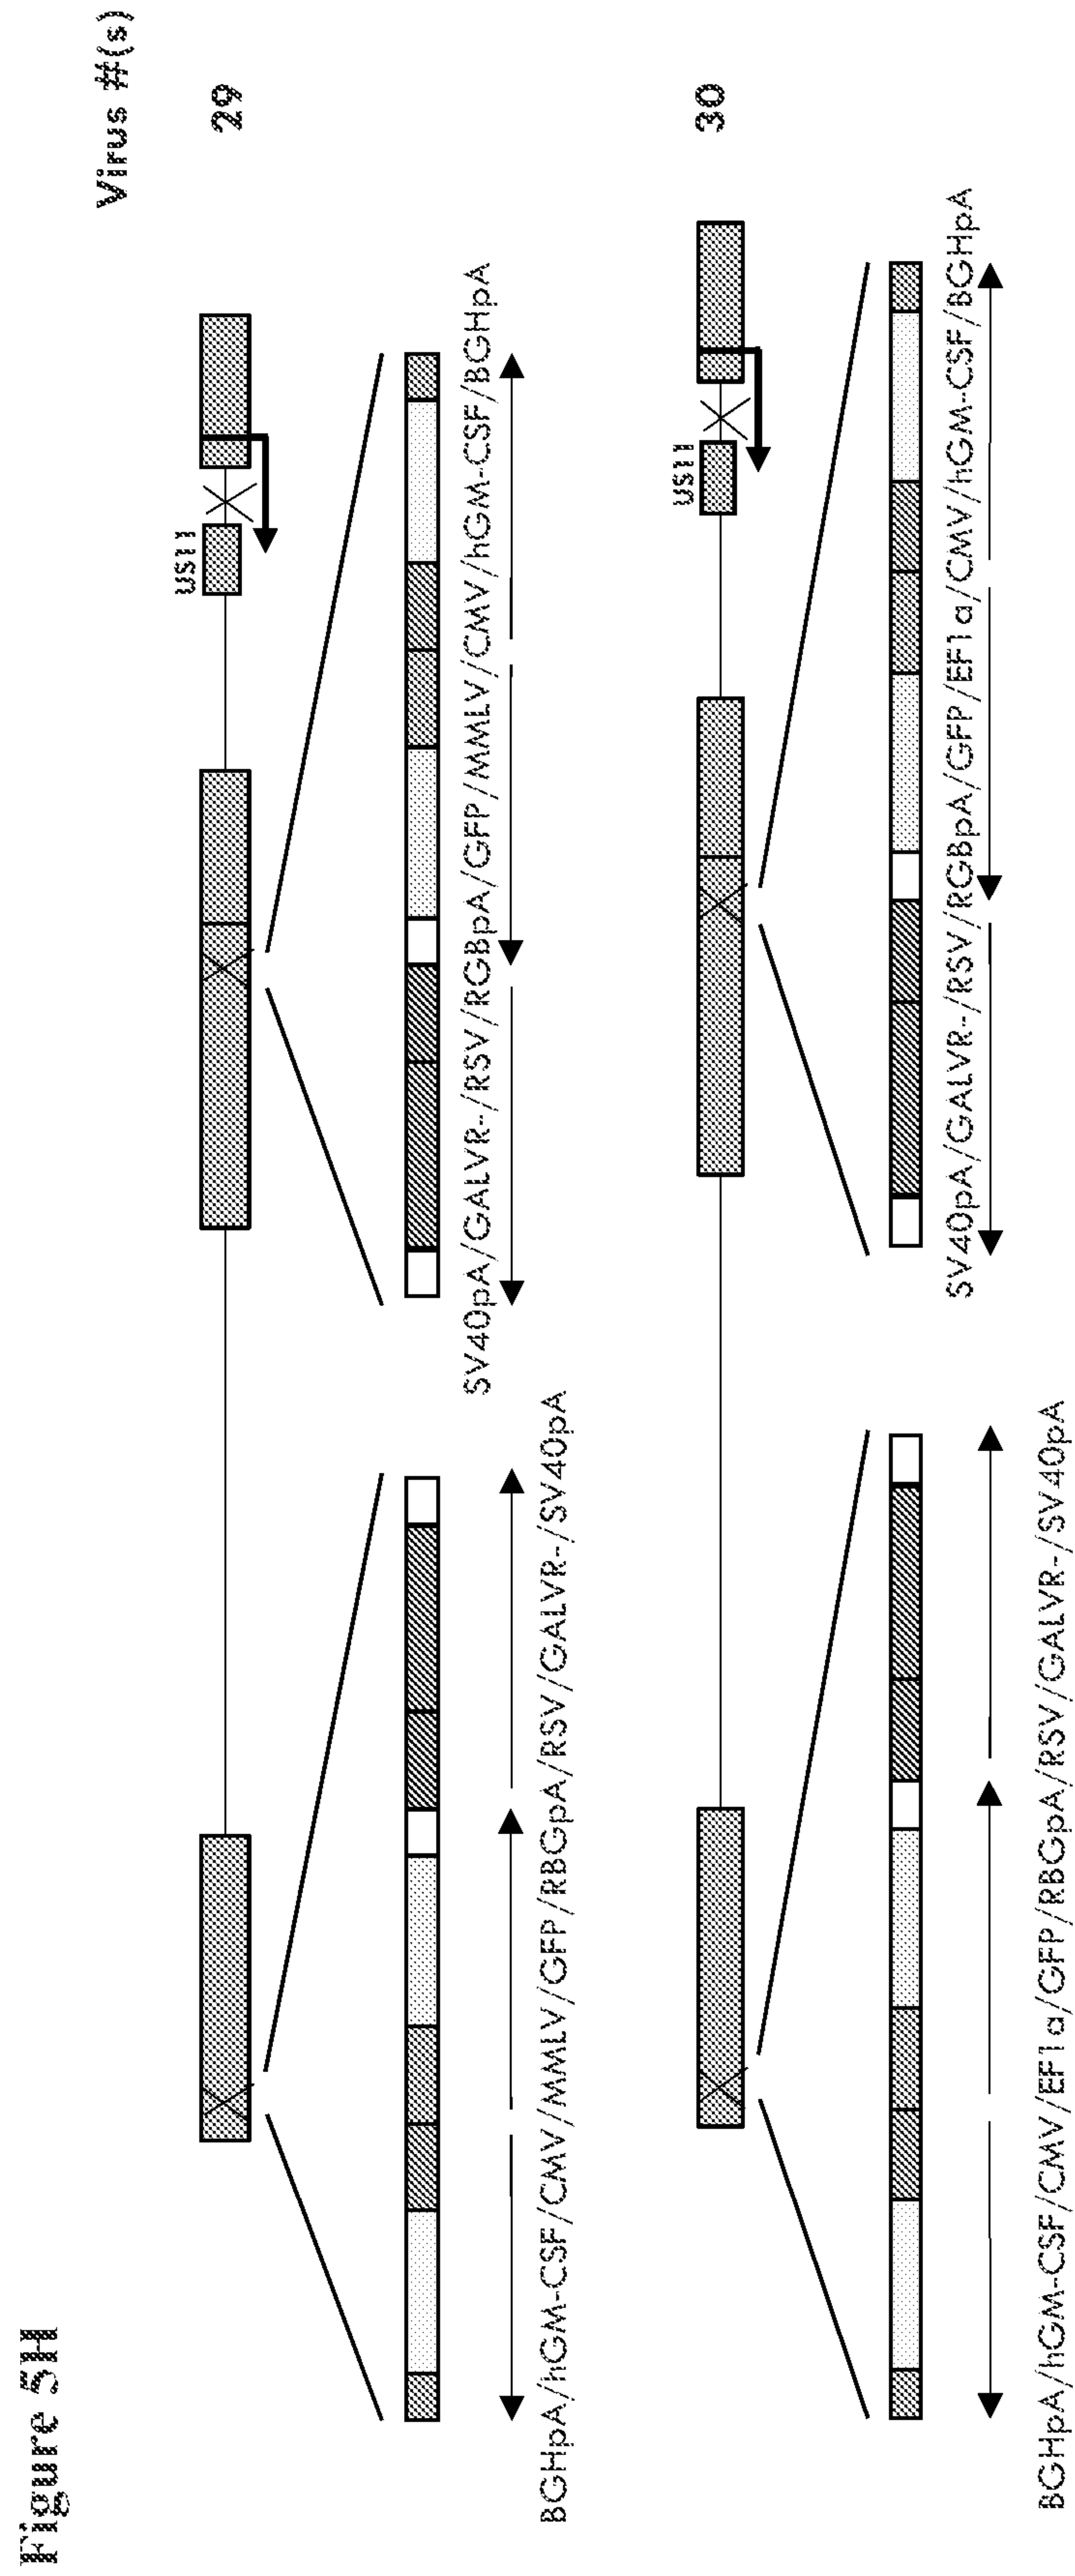 Figure 5H
Virus #(s)
29
US11
SV40pA/GALVR-/RSV/RGBpA/GFP/MMLV/CMV/hGM-CSF/BGHpA
BGHpA/hGM-CSF/CMV/MMLV/GFP/RBGpA/RSV/GALVR-/SV40pA
30
US11
SV40pA/GALVR-/RSV/RGBpA/GFP/EF1a/CMV/hGM-CSF/BGHpA
BGHpA/hGM-CSF/CMV/EF1a/GFP/RBGpA/RSV/GALVR-/SV40pA